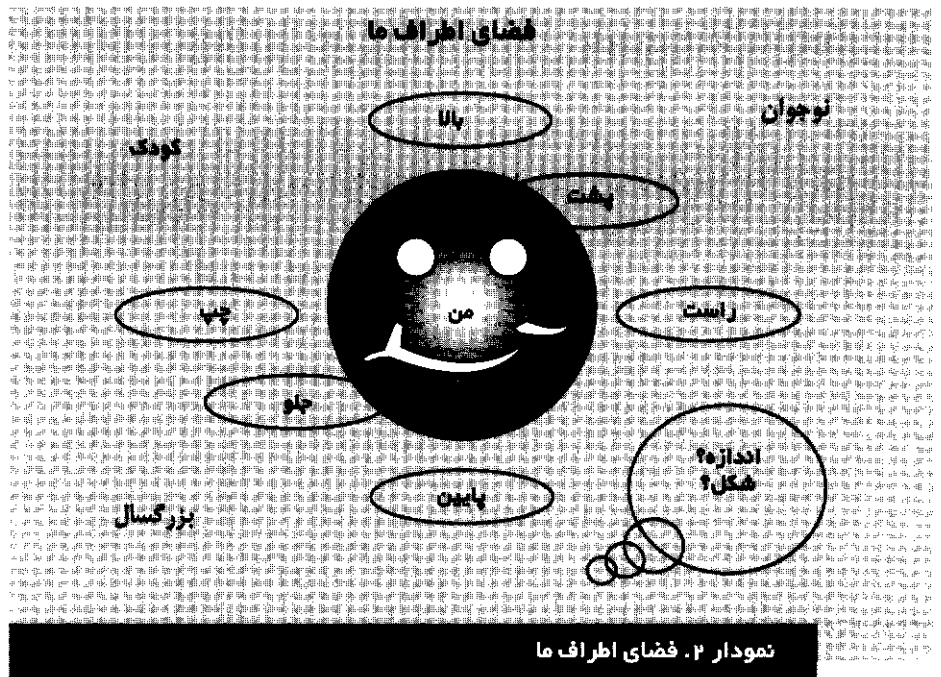 فضای اطراف ما
بالا
نوجوان
کودک
پشت
راست
من
چپ
جلو
اندازه؟
شکل؟
پایین
بزرگسال
نمودار ۲. فضای اطراف ما